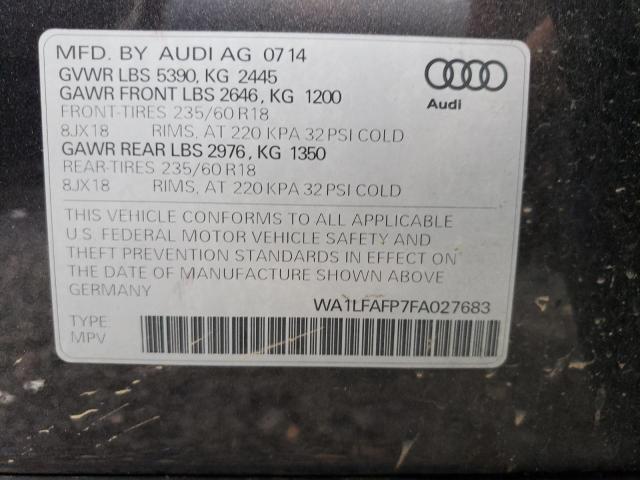 MFD. BY AUDI AG 0714
GVWR LBS 5390, KG 2445
GAWR FRONT LBS 2646, KG 1200
FRONT-TIRES 235/60 R18
8JX18 RIMS, AT 220 KPA 32 PSI COLD
GAWR REAR LBS 2976, KG 1350
REAR-TIRES 235/60 R18
8JX18 RIMS, AT 220 KPA 32 PSI COLD
Audi
THIS VEHICLE CONFORMS TO ALL APPLICABLE
U.S. FEDERAL MOTOR VEHICLE SAFETY AND
THEFT PREVENTION STANDARDS IN EFFECT ON
THE DATE OF MANUFACTURE SHOWN ABOVE
GERMANY
WA1LFAFP7FA027683
TYPE:
MPV